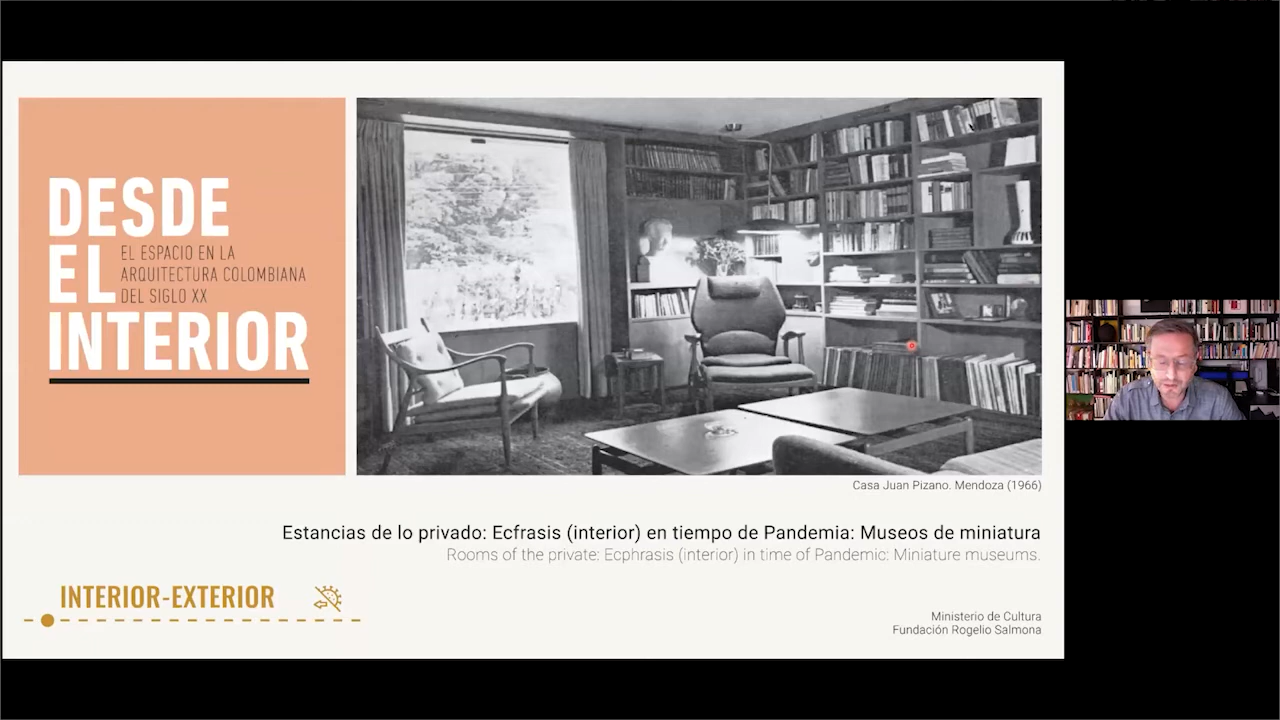 DESDE
EL
EL ESPACIO EN LA
ARQUITECTURA COLOMBIANA
DEL SIGLO XX
INTERIOR
Casa Juan Pizano. Mendoza (1966)
Estancias de lo privado: Ecfrasis (interior) en tiempo de Pandemia: Museos de miniatura
Rooms of the private: Ecphrasis (interior) in time of Pandemic: Miniature museums.
INTERIOR-EXTERIOR
Ministerio de Cultura
Fundación Rogelio Salmona